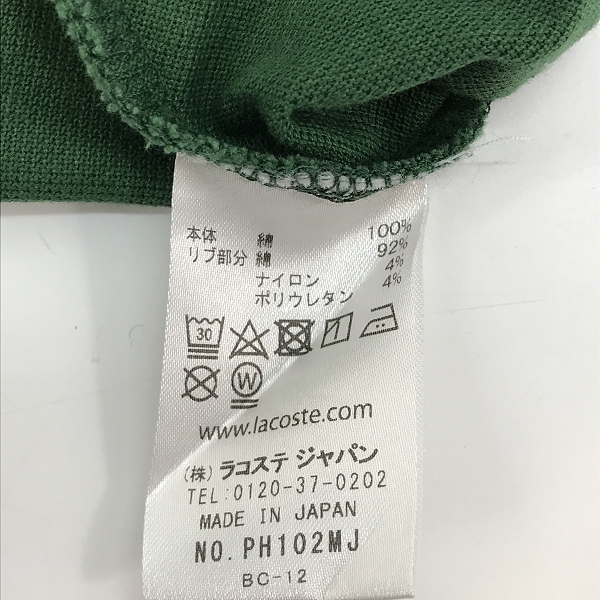 本体 綿 100%
リブ部分 綿 92%
ナイロン 4%
ポリウレタン 4%
30
W
www.lacoste.com
(株) ラコステ ジャパン
TEL:0120-37-0202
MADE IN JAPAN
NO. PH102MJ
BC-12